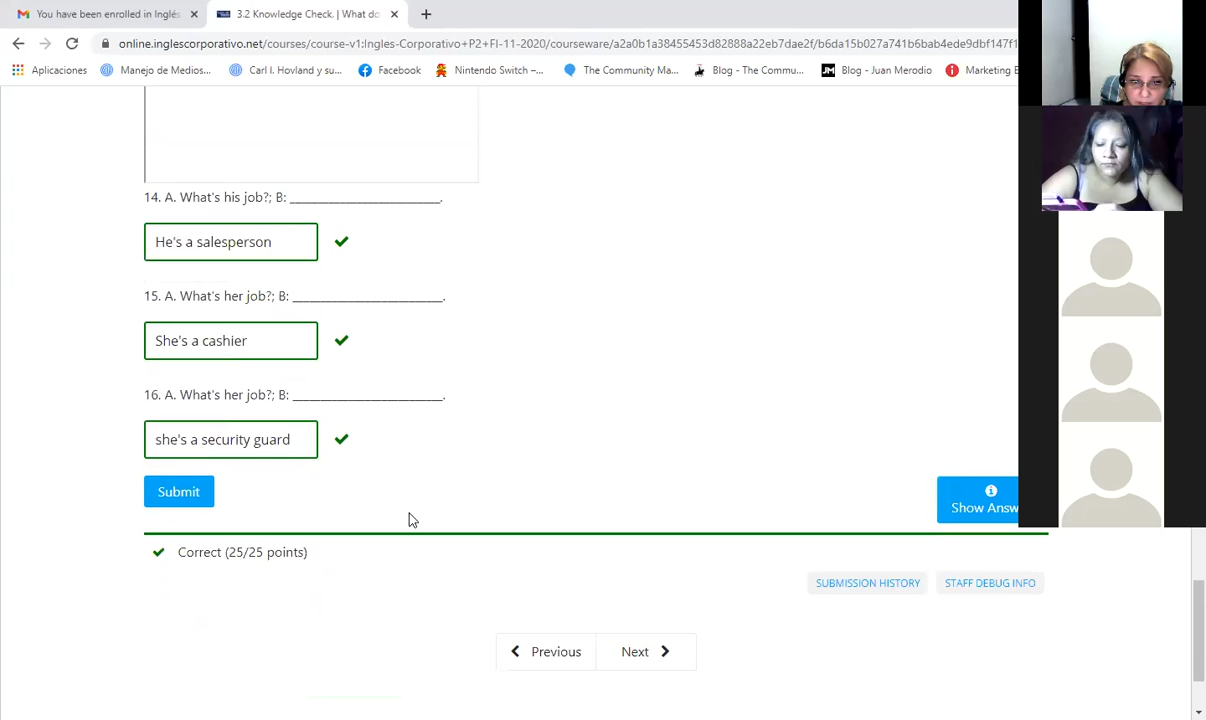 You have been enrolled in Inglés
3.2 Knowledge Check. | What do
online.inglescorporativo.net/courses/course-v1:Ingles-Corporativo+P2+FI-11-2020/courseware/a2a0b1a38455453d82888a22eb7dae2f/b6da15b027a741b6bab4ede9dbf147f1
Aplicaciones
Manejo de Medios...
Carl I. Hovland y su...
Facebook
Nintendo Switch –...
The Community Ma...
Blog - The Commu...
JM Blog - Juan Merodio
Marketing E
14. A. What's his job?; B: ______________________.
He's a salesperson
15. A. What's her job?; B: ______________________.
She's a cashier
16. A. What's her job?; B: ______________________.
she's a security guard
Submit
Show Answ
Correct (25/25 points)
SUBMISSION HISTORY
STAFF DEBUG INFO
Previous
Next